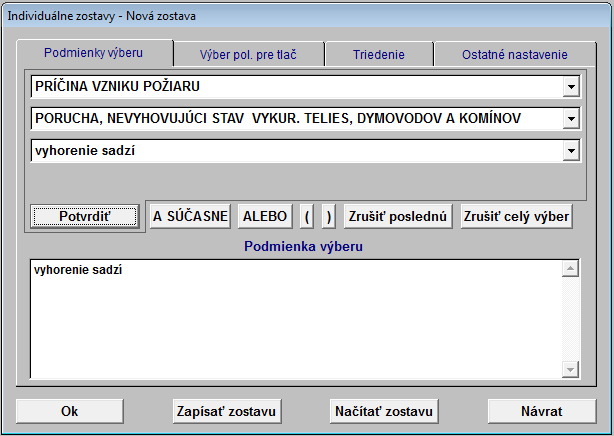 Individuálne zostavy - Nová zostava
Podmienky výberu
Výber pol. pre tlač
Triedenie
Ostatné nastavenie
PRÍČINA VZNIKU POŽIARU
PORUCHA, NEVYHOVUJÚCI STAV VYKUR. TELIES, DYMOVODOV A KOMÍNOV
vyhorenie sadzí
Potvrdiť
A SÚČASNE
ALEBO
(
)
Zrušiť poslednú
Zrušiť celý výber
Podmienka výberu
vyhorenie sadzí
Ok
Zapísať zostavu
Načítať zostavu
Návrat